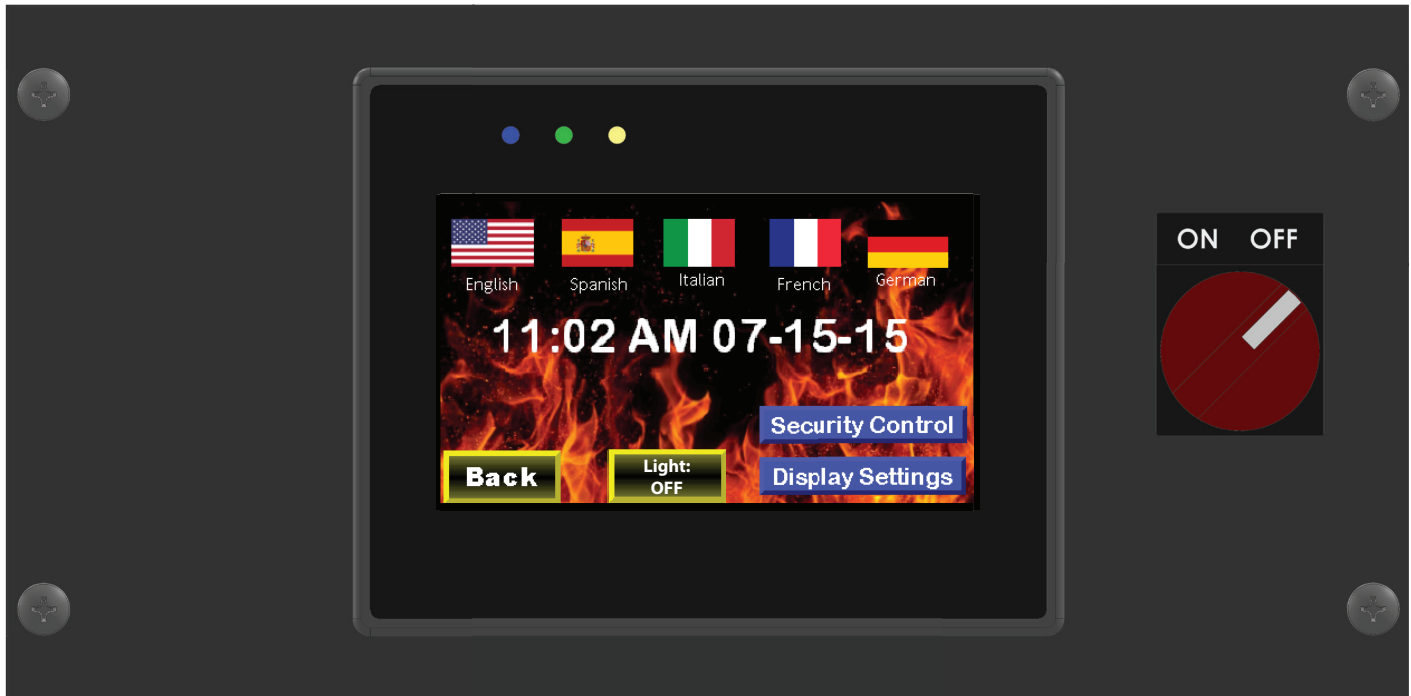 ON OFF
English Spanish Italian French German
11:02 AM 07-15-15
Security Control
Back
Light:
OFF
Display Settings